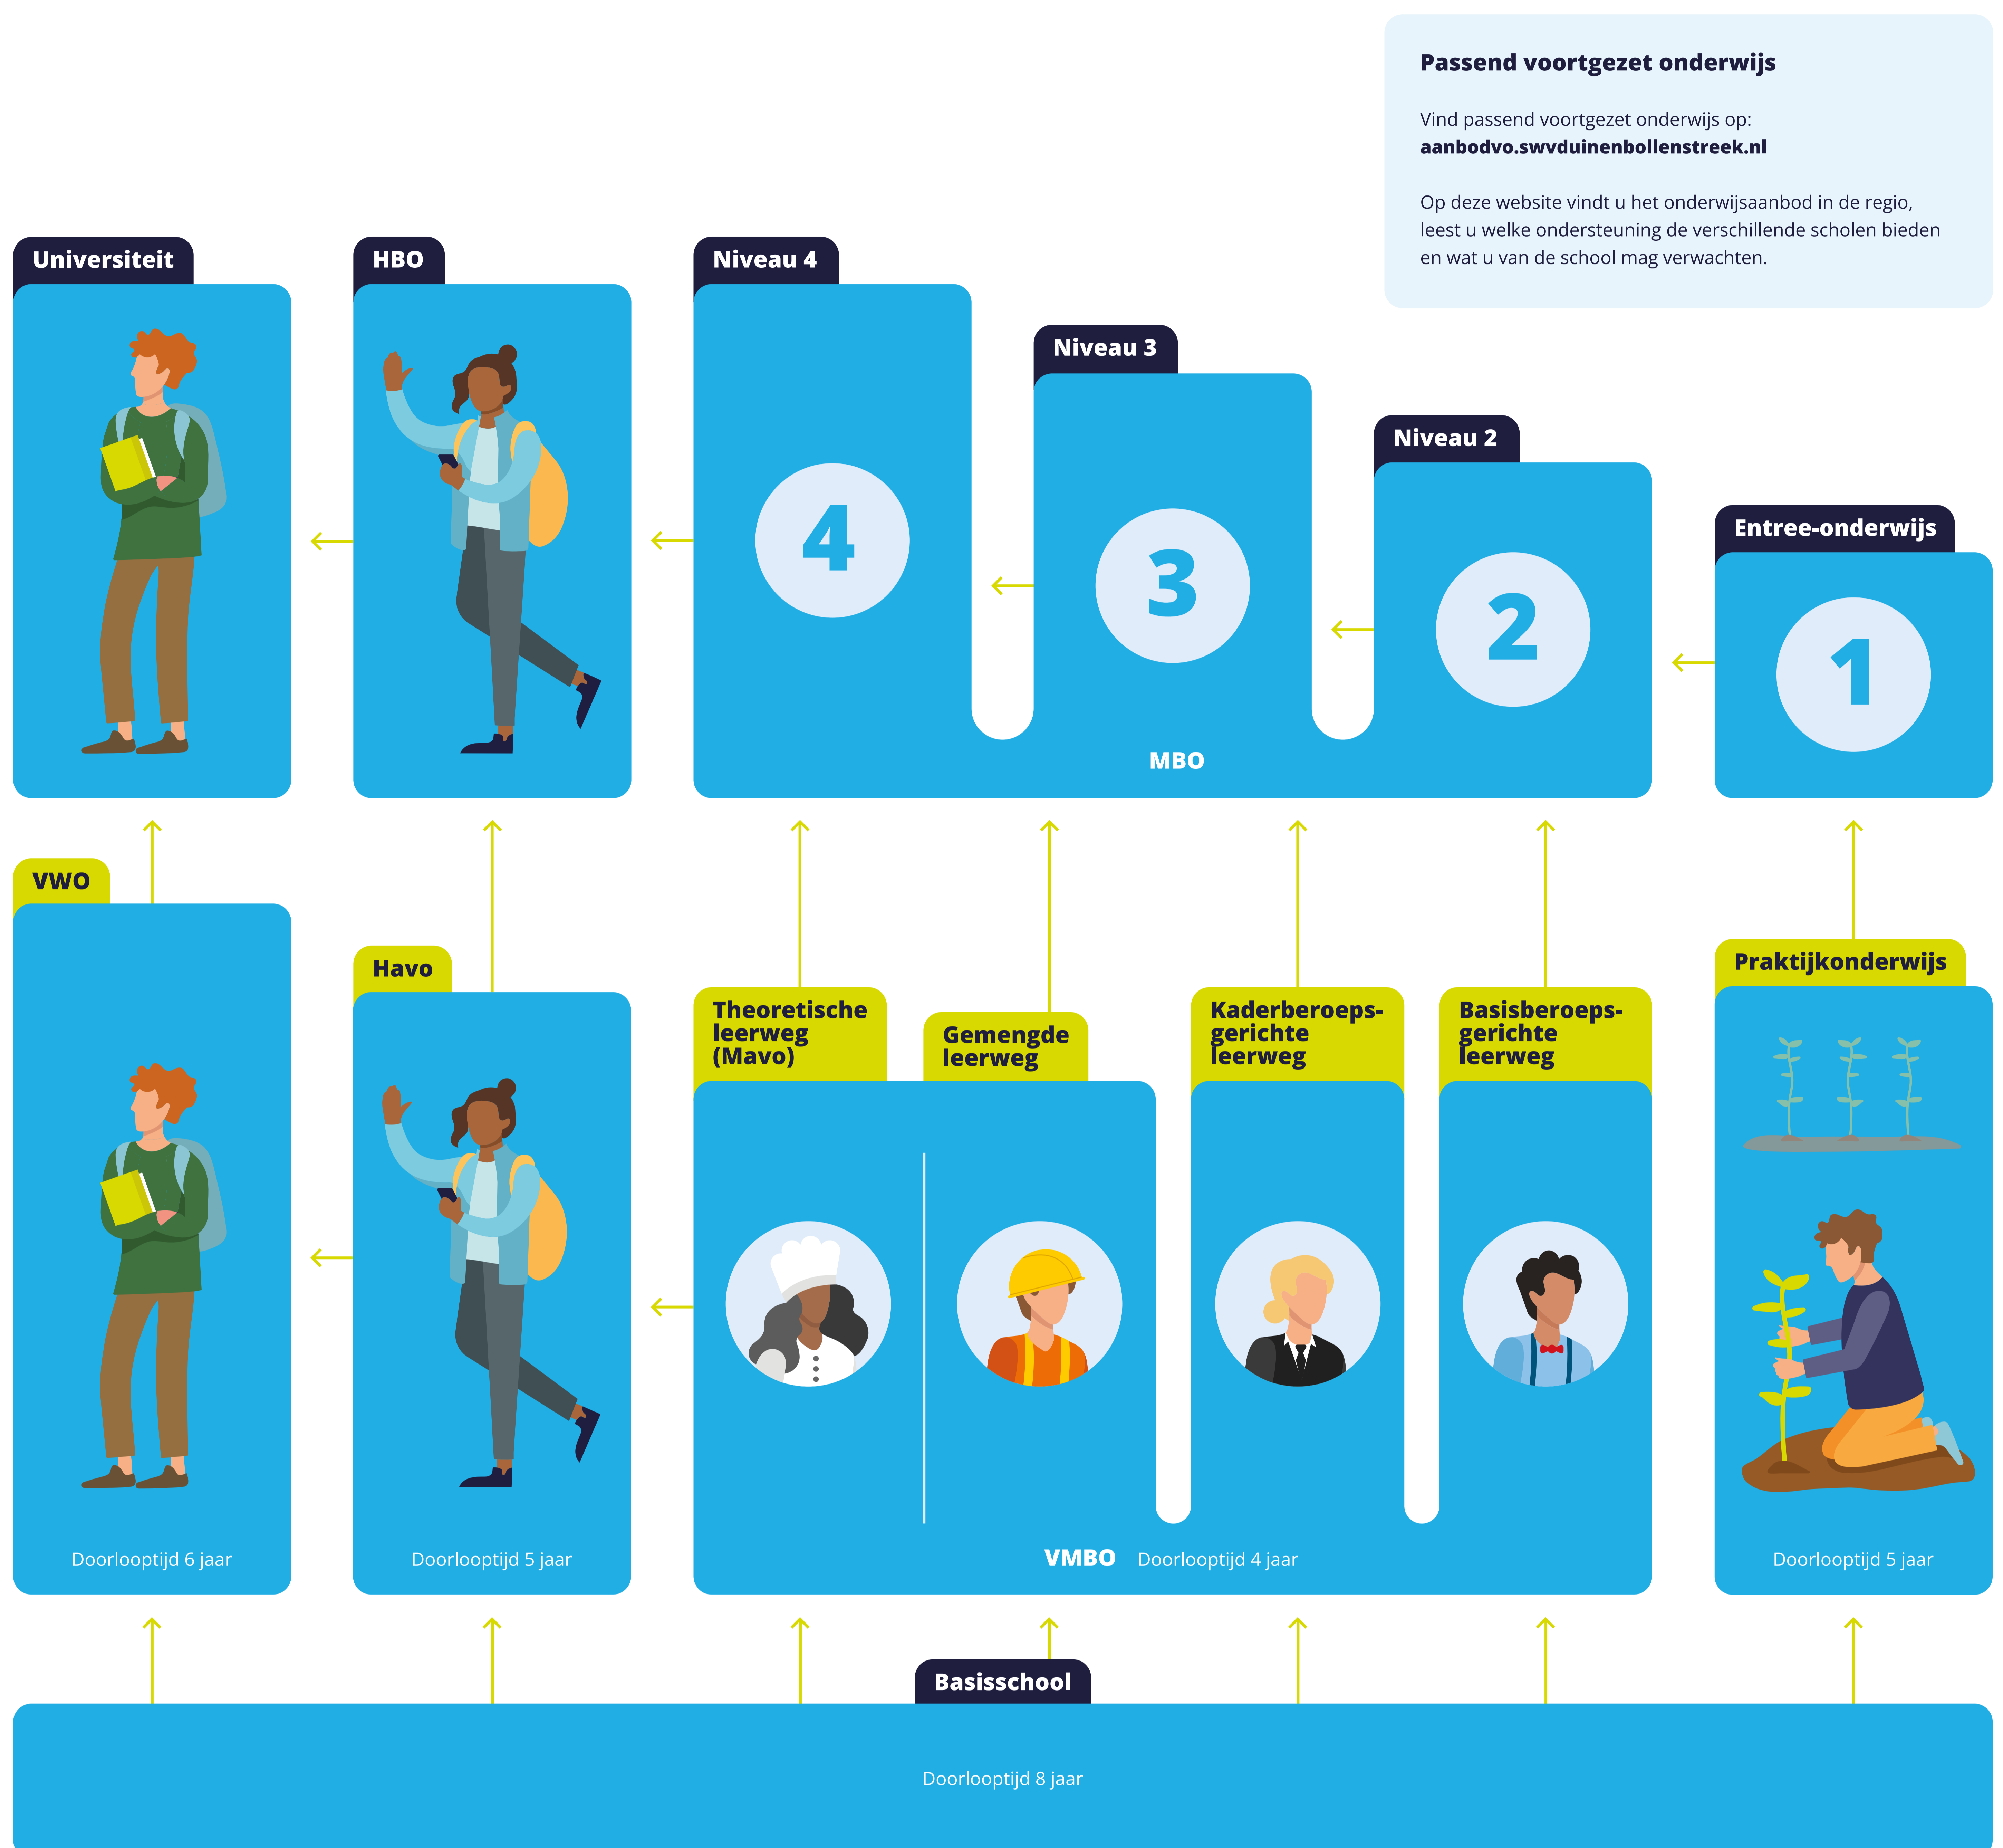 Passend voortgezet onderwijs
Vind passend voortgezet onderwijs op:
aanbodvo.swvduinenbollenstreek.nl
Op deze website vindt u het onderwijsaanbod in de regio,
leest u welke ondersteuning de verschillende scholen bieden
en wat u van de school mag verwachten.
Universiteit
HBO
Niveau 4
Niveau 3
Niveau 2
Entree-onderwijs
4
3
2
1
MBO
VWO
Havo
Theoretische
leerweg
(Mavo)
Gemengde
leerweg
Kaderberoeps-
gerichte
leerweg
Basisberoeps-
gerichte
leerweg
Praktijkonderwijs
Doorlooptijd 6 jaar
Doorlooptijd 5 jaar
VMBO Doorlooptijd 4 jaar
Doorlooptijd 5 jaar
Basisschool
Doorlooptijd 8 jaar